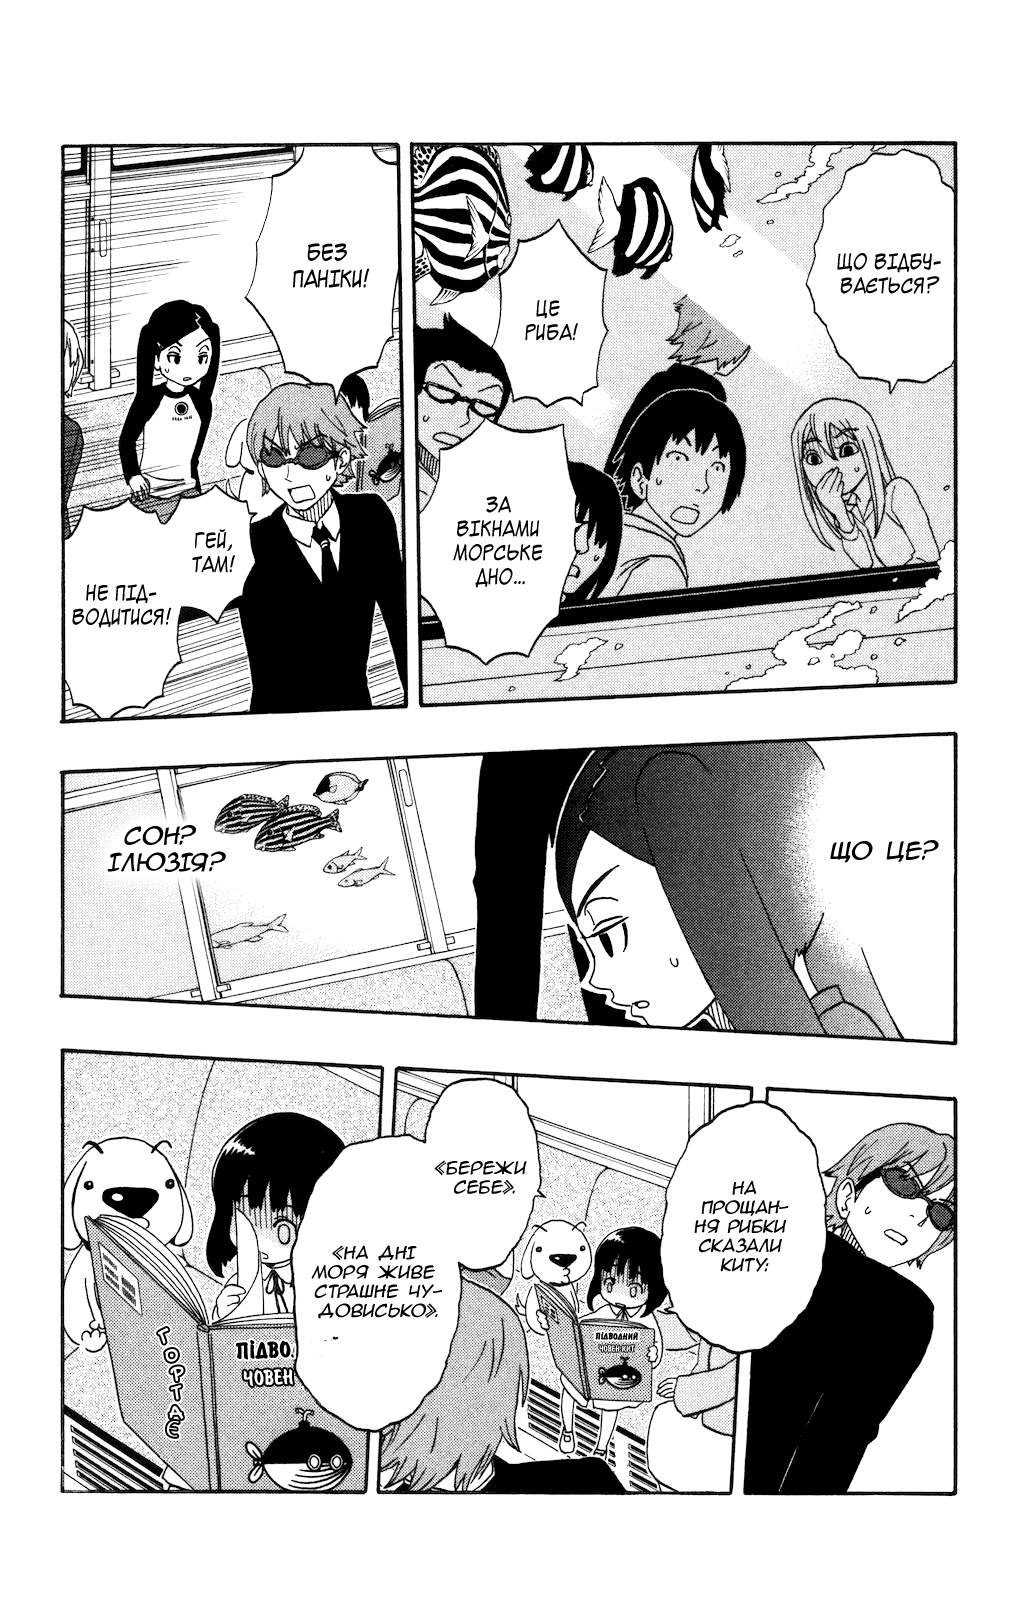 ЩО ВІДБУ-
ВАЄТЬСЯ?
ЦЕ
РИБА!
ЗА
ВІКНАМИ
МОРСЬКЕ
ДНО...
БЕЗ
ПАНІКИ!
ГЕЙ,
ТАМ!
НЕ ПІД-
ВОДИТИСЯ!
ЩО ЦЕ?
СОН?
ІЛЮЗІЯ?
НА
ПРОЩАН-
НЯ РИБКИ
СКАЗАЛИ
КИТУ:
«БЕРЕЖИ
СЕБЕ».
ПІДВОДНИЙ
ЧОВЕН КИТ
«НА ДНІ
МОРЯ ЖИВЕ
СТРАШНЕ ЧУ-
ДОВИСЬКО».
ГОРТАЄ
ПІДВО
ЧОВЕН